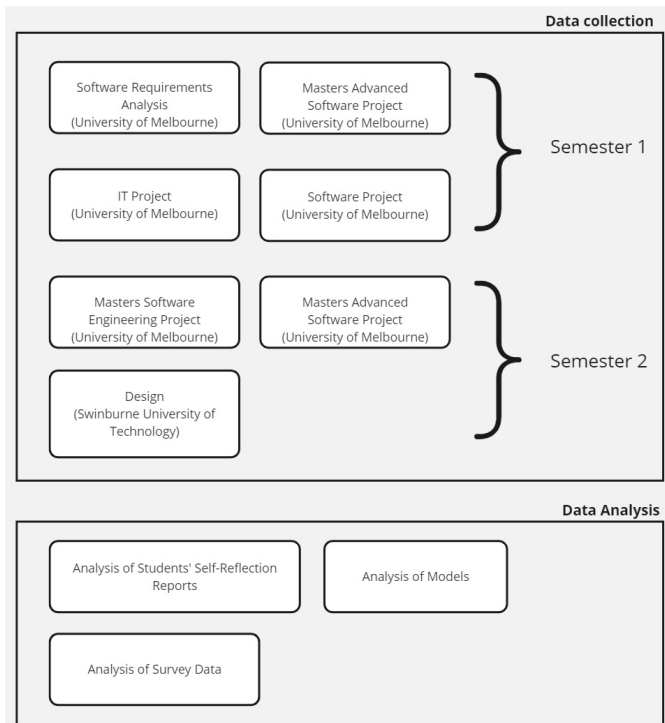 Data collection
Software Requirements
Analysis
(University of Melbourne)
Masters Advanced
Software Project
(University of Melbourne)
Semester 1
IT Project
(University of Melbourne)
Software Project
(University of Melbourne)
Masters Software
Engineering Project
(University of Melbourne)
Masters Advanced
Software Project
(University of Melbourne)
Semester 2
Design
(Swinburne University of
Technology)
Data Analysis
Analysis of Students' Self-Reflection
Reports
Analysis of Models
Analysis of Survey Data